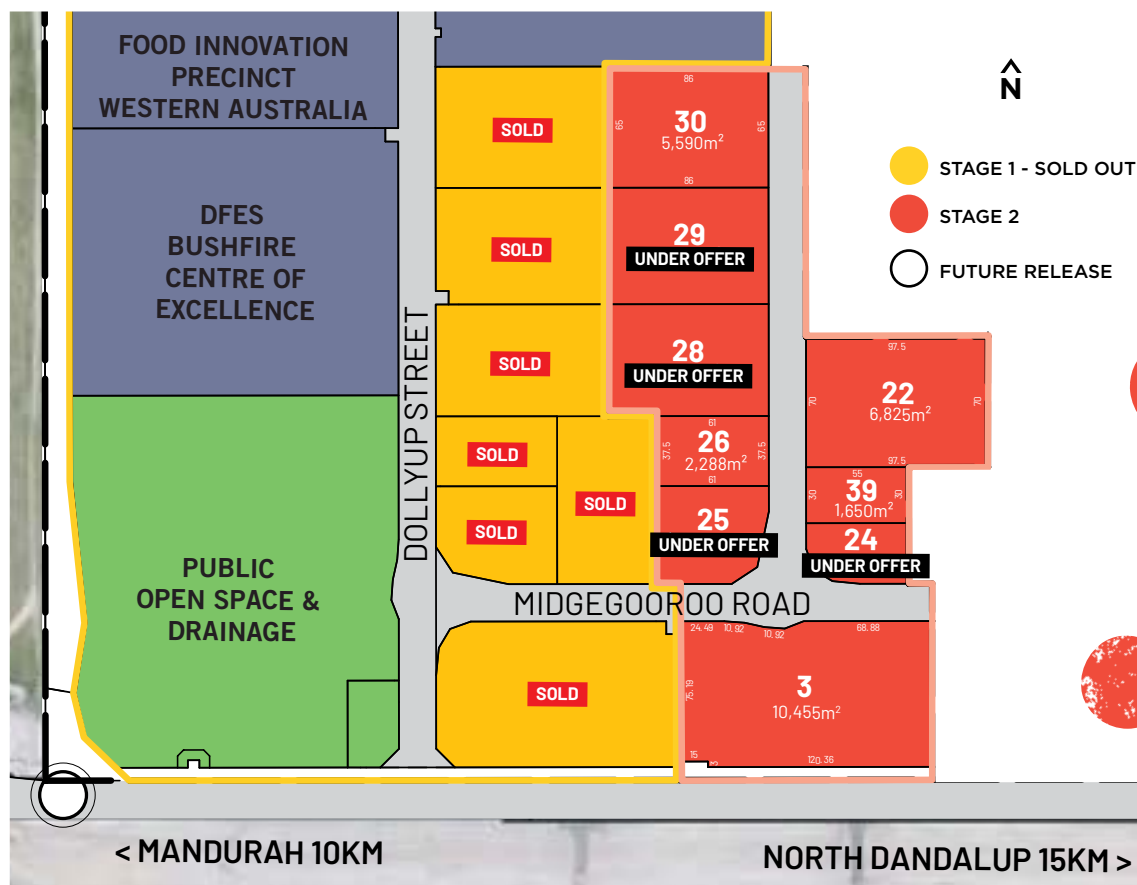 FOOD INNOVATION
PRECINCT
WESTERN AUSTRALIA
DFES
BUSHFIRE
CENTRE OF
EXCELLENCE
PUBLIC
OPEN SPACE &
DRAINAGE
DOLLYUP STREET
SOLD
SOLD
SOLD
SOLD
SOLD
SOLD
SOLD
86
65
30
65
5,590m²
86
29
UNDER OFFER
28
UNDER OFFER
61
37.5
26
37.5
2,288m²
61
25
UNDER OFFER
97.5
70
22
70
6,825m²
97.5
55
30
39
30
1,650m²
24
UNDER OFFER
MIDGEGOOROO ROAD
24.49
10.92
10.92
68.88
75.19
3
10,455m²
15
120.36
N
STAGE 1 - SOLD OUT
STAGE 2
FUTURE RELEASE
< MANDURAH 10KM
NORTH DANDALUP 15KM >